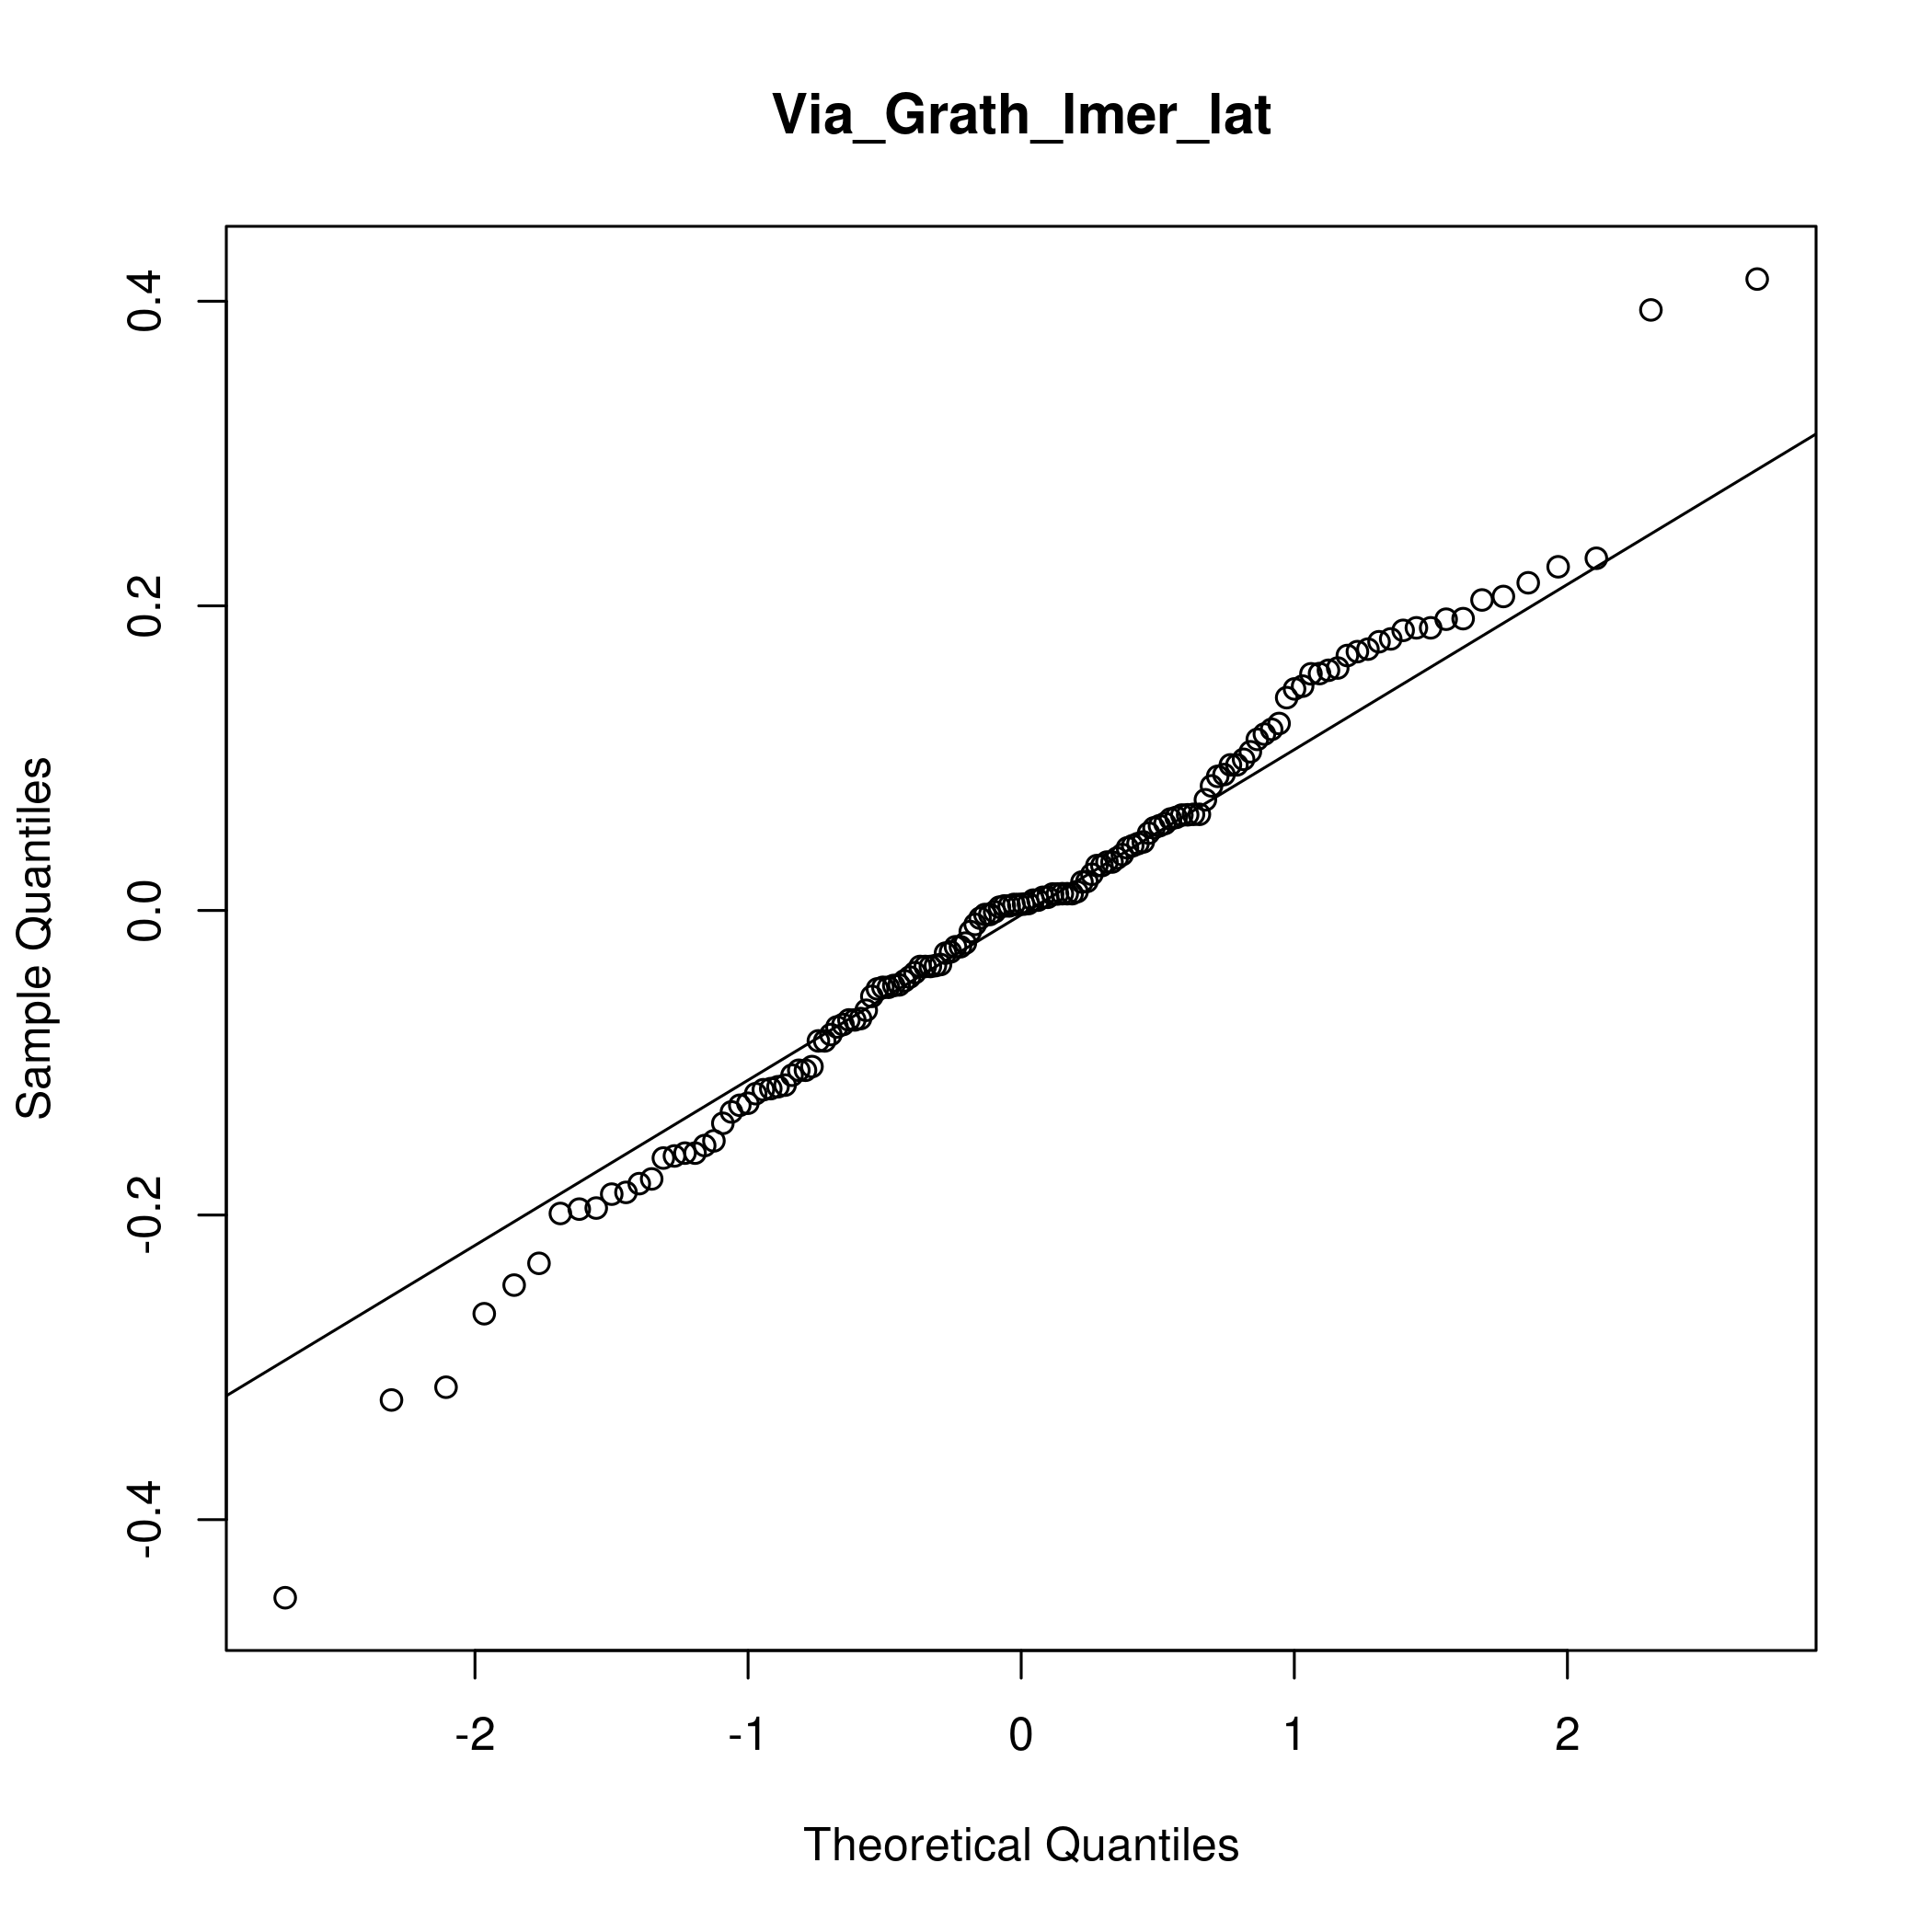 Via_Grath_lmer_lat
Sample Quantiles
0.4
0.2
0.0
-0.2
-0.4
-2 -1 0 1 2
Theoretical Quantiles